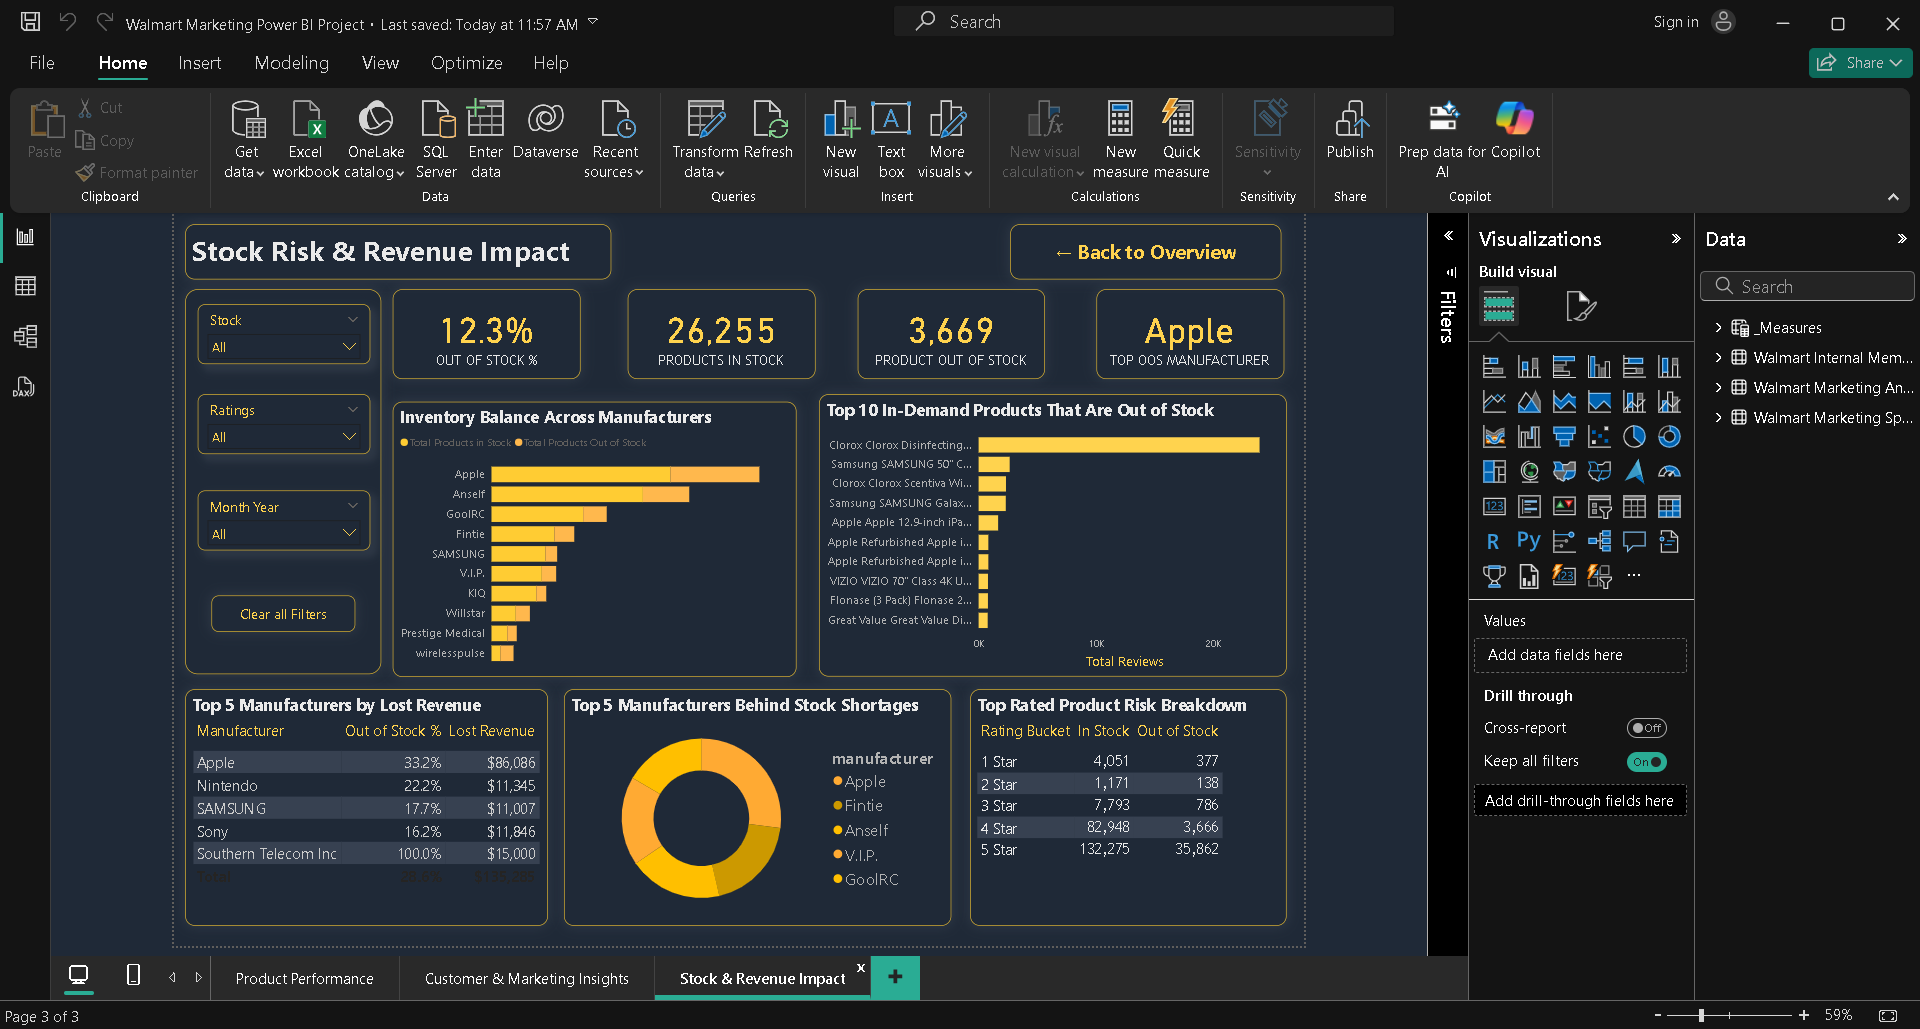 Walmart Marketing Power BI Project • Last saved: Today at 11:57 AM
Search
Sign in
File Home Insert Modeling View Optimize Help
Share
Paste
Cut
Copy
Format painter
Clipboard
Get data
Excel workbook
OneLake catalog
SQL Server
Enter data
Dataverse
Recent sources
Data
Transform data
Refresh
Queries
New visual
Text box
More visuals
Insert
New visual calculation
New measure
Quick measure
Calculations
Sensitivity
Sensitivity
Publish
Share
Prep data for AI
Copilot
Copilot
Stock Risk & Revenue Impact
← Back to Overview
Stock
All
Ratings
All
Month Year
All
Clear all Filters
12.3%
OUT OF STOCK %
26,255
PRODUCTS IN STOCK
3,669
PRODUCT OUT OF STOCK
Apple
TOP OOS MANUFACTURER
Inventory Balance Across Manufacturers
Total Products in Stock Total Products Out of Stock
Apple
Anself
GoolRC
Fintie
SAMSUNG
V.I.P.
KIQ
Willstar
Prestige Medical
wirelesspulse
Top 10 In-Demand Products That Are Out of Stock
Clorox Clorox Disinfecting...
Samsung SAMSUNG 50" C...
Clorox Clorox Scentiva Wi...
Samsung SAMSUNG Galax...
Apple Apple 12.9-inch iPa...
Apple Refurbished Apple i...
Apple Refurbished Apple i...
VIZIO VIZIO 70" Class 4K U...
Flonase (3 Pack) Flonase 2...
Great Value Great Value Di...
0K 10K 20K
Total Reviews
Top 5 Manufacturers by Lost Revenue
Manufacturer Out of Stock % Lost Revenue
Apple 33.2% $86,086
Nintendo 22.2% $11,345
SAMSUNG 17.7% $11,007
Sony 16.2% $11,846
Southern Telecom Inc 100.0% $15,000
Total
Top 5 Manufacturers Behind Stock Shortages
manufacturer
Apple
Fintie
Anself
V.I.P.
GoolRC
Top Rated Product Risk Breakdown
Rating Bucket In Stock Out of Stock
1 Star 4,051 377
2 Star 1,171 138
3 Star 7,793 786
4 Star 82,948 3,666
5 Star 132,275 35,862
Filters
Visualizations
Build visual
123
R Py
123
...
Values
Add data fields here
Drill through
Cross-report Off
Keep all filters On
Add drill-through fields here
Data
Search
_Measures
Walmart Internal Mem...
Walmart Marketing An...
Walmart Marketing Sp...
DAX
Product Performance
Customer & Marketing Insights
Stock & Revenue Impact
x
+
Page 3 of 3
- + 59%